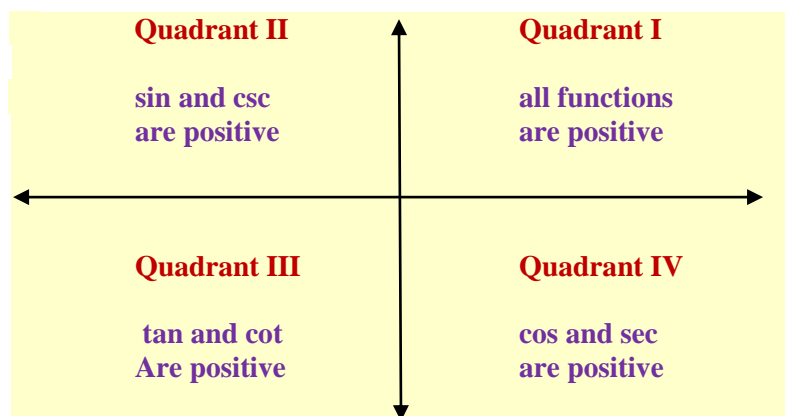 Quadrant II
sin and csc
are positive
Quadrant I
all functions
are positive
Quadrant III
tan and cot
Are positive
Quadrant IV
cos and sec
are positive